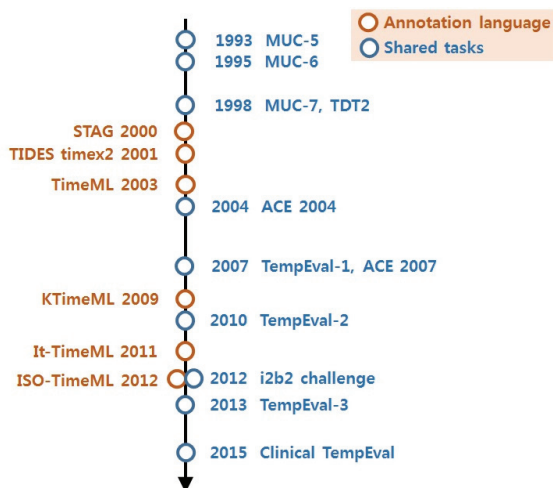 Annotation language
Shared tasks
1993 MUC-5
1995 MUC-6
1998 MUC-7, TDT2
STAG 2000
TIDES timex2 2001
TimeML 2003
2004 ACE 2004
2007 TempEval-1, ACE 2007
KTimeML 2009
2010 TempEval-2
It-TimeML 2011
ISO-TimeML 2012
2012 i2b2 challenge
2013 TempEval-3
2015 Clinical TempEval